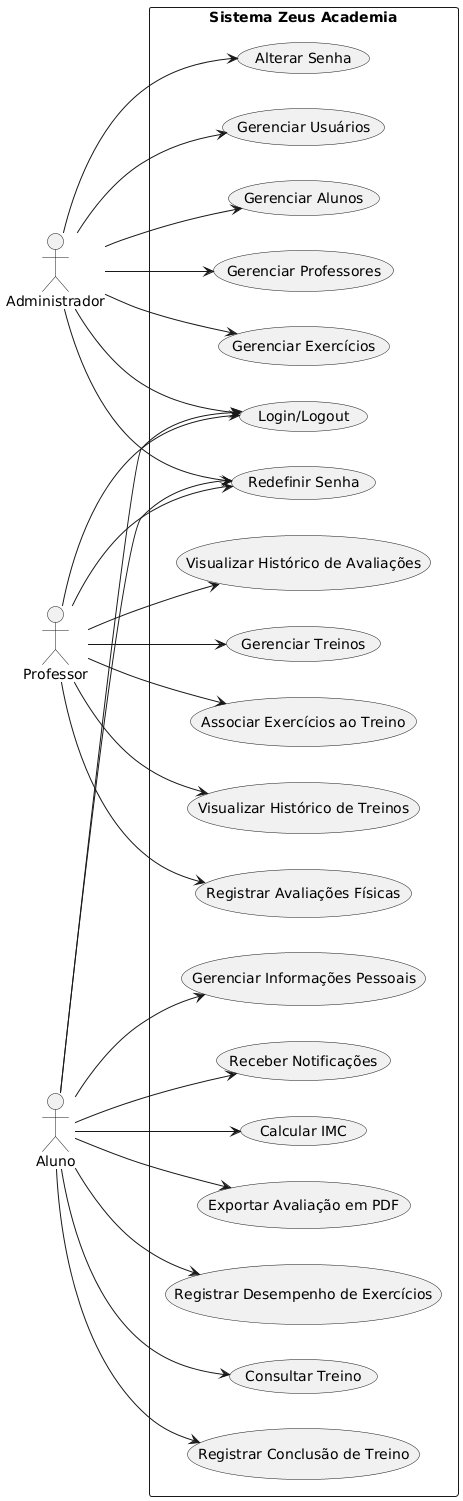 Sistema Zeus Academia
Alterar Senha
Gerenciar Usuários
Gerenciar Alunos
Administrador
Gerenciar Professores
Gerenciar Exercícios
Login/Logout
Redefinir Senha
Visualizar Histórico de Avaliações
Professor
Gerenciar Treinos
Associar Exercícios ao Treino
Visualizar Histórico de Treinos
Registrar Avaliações Físicas
Gerenciar Informações Pessoais
Receber Notificações
Aluno
Calcular IMC
Exportar Avaliação em PDF
Registrar Desempenho de Exercícios
Consultar Treino
Registrar Conclusão de Treino